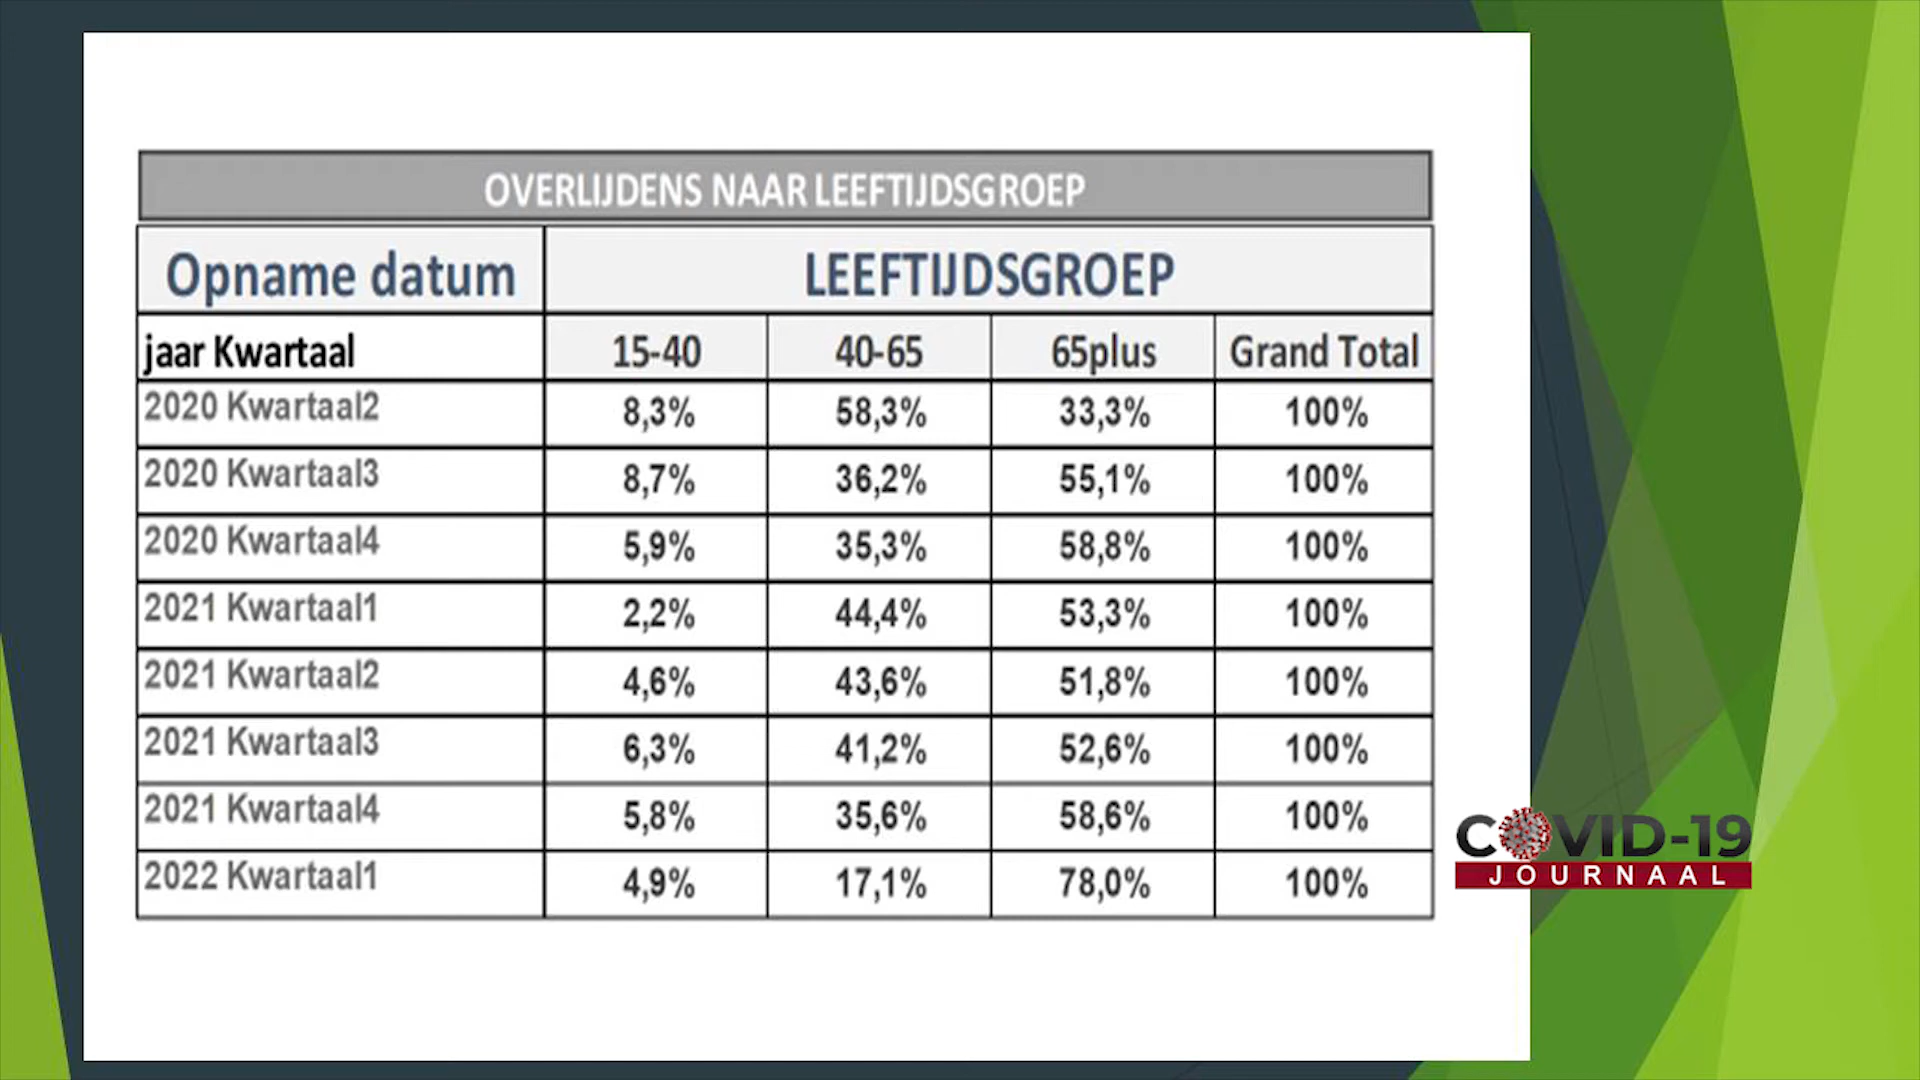 OVERLIJDENS NAAR LEEFTIJDSGROEP
Opname datum LEEFTIJDSGROEP
jaar Kwartaal 15-40 40-65 65plus Grand Total
2020 Kwartaal2 8,3% 58,3% 33,3% 100%
2020 Kwartaal3 8,7% 36,2% 55,1% 100%
2020 Kwartaal4 5,9% 35,3% 58,8% 100%
2021 Kwartaal1 2,2% 44,4% 53,3% 100%
2021 Kwartaal2 4,6% 43,6% 51,8% 100%
2021 Kwartaal3 6,3% 41,2% 52,6% 100%
2021 Kwartaal4 5,8% 35,6% 58,6% 100%
2022 Kwartaal1 4,9% 17,1% 78,0% 100%
COVID-19
JOURNAAL